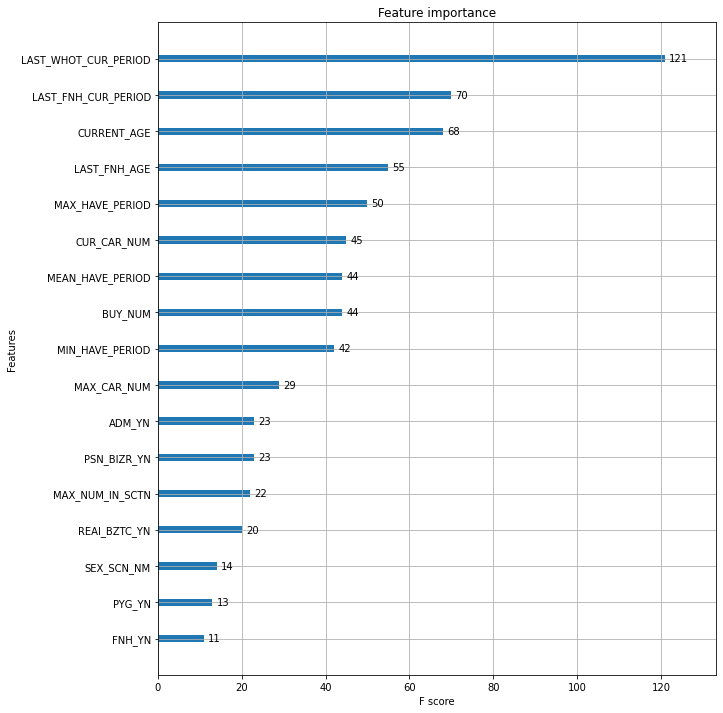 Feature importance
LAST_WHOT_CUR_PERIOD 121
LAST_FNH_CUR_PERIOD 70
CURRENT_AGE 68
LAST_FNH_AGE 55
MAX_HAVE_PERIOD 50
CUR_CAR_NUM 45
MEAN_HAVE_PERIOD 44
BUY_NUM 44
MIN_HAVE_PERIOD 42
MAX_CAR_NUM 29
ADM_YN 23
PSN_BIZR_YN 23
MAX_NUM_IN_SCTN 22
REAI_BZTC_YN 20
SEX_SCN_NM 14
PYG_YN 13
FNH_YN 11
Features
0 20 40 60 80 100 120
F score